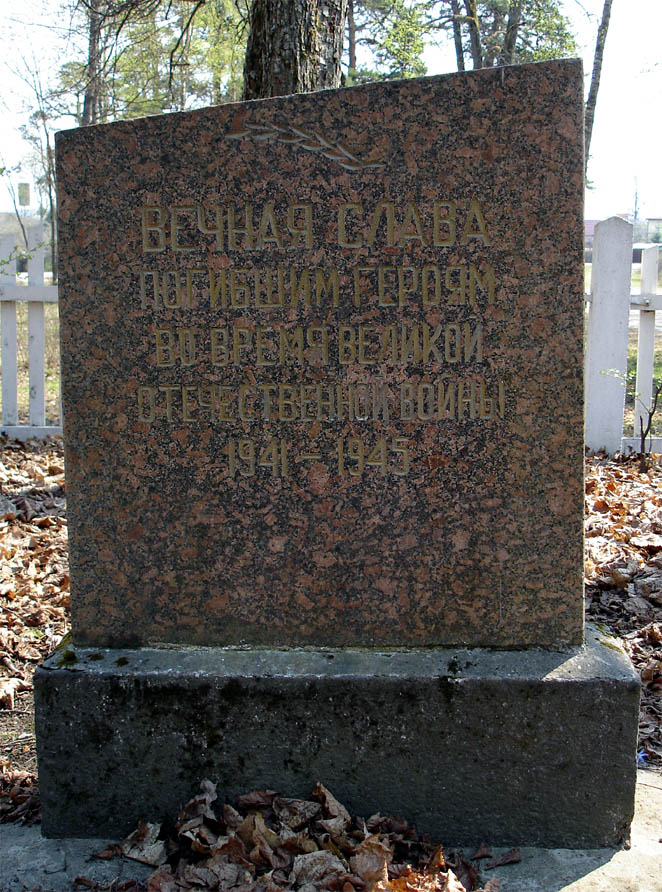 ВЕЧНАЯ СЛАВА
ПОГИБШИМ ГЕРОЯМ
ВО ВРЕМЯ ВЕЛИКОЙ
ОТЕЧЕСТВЕННОЙ ВОЙНЫ
1941 – 1945